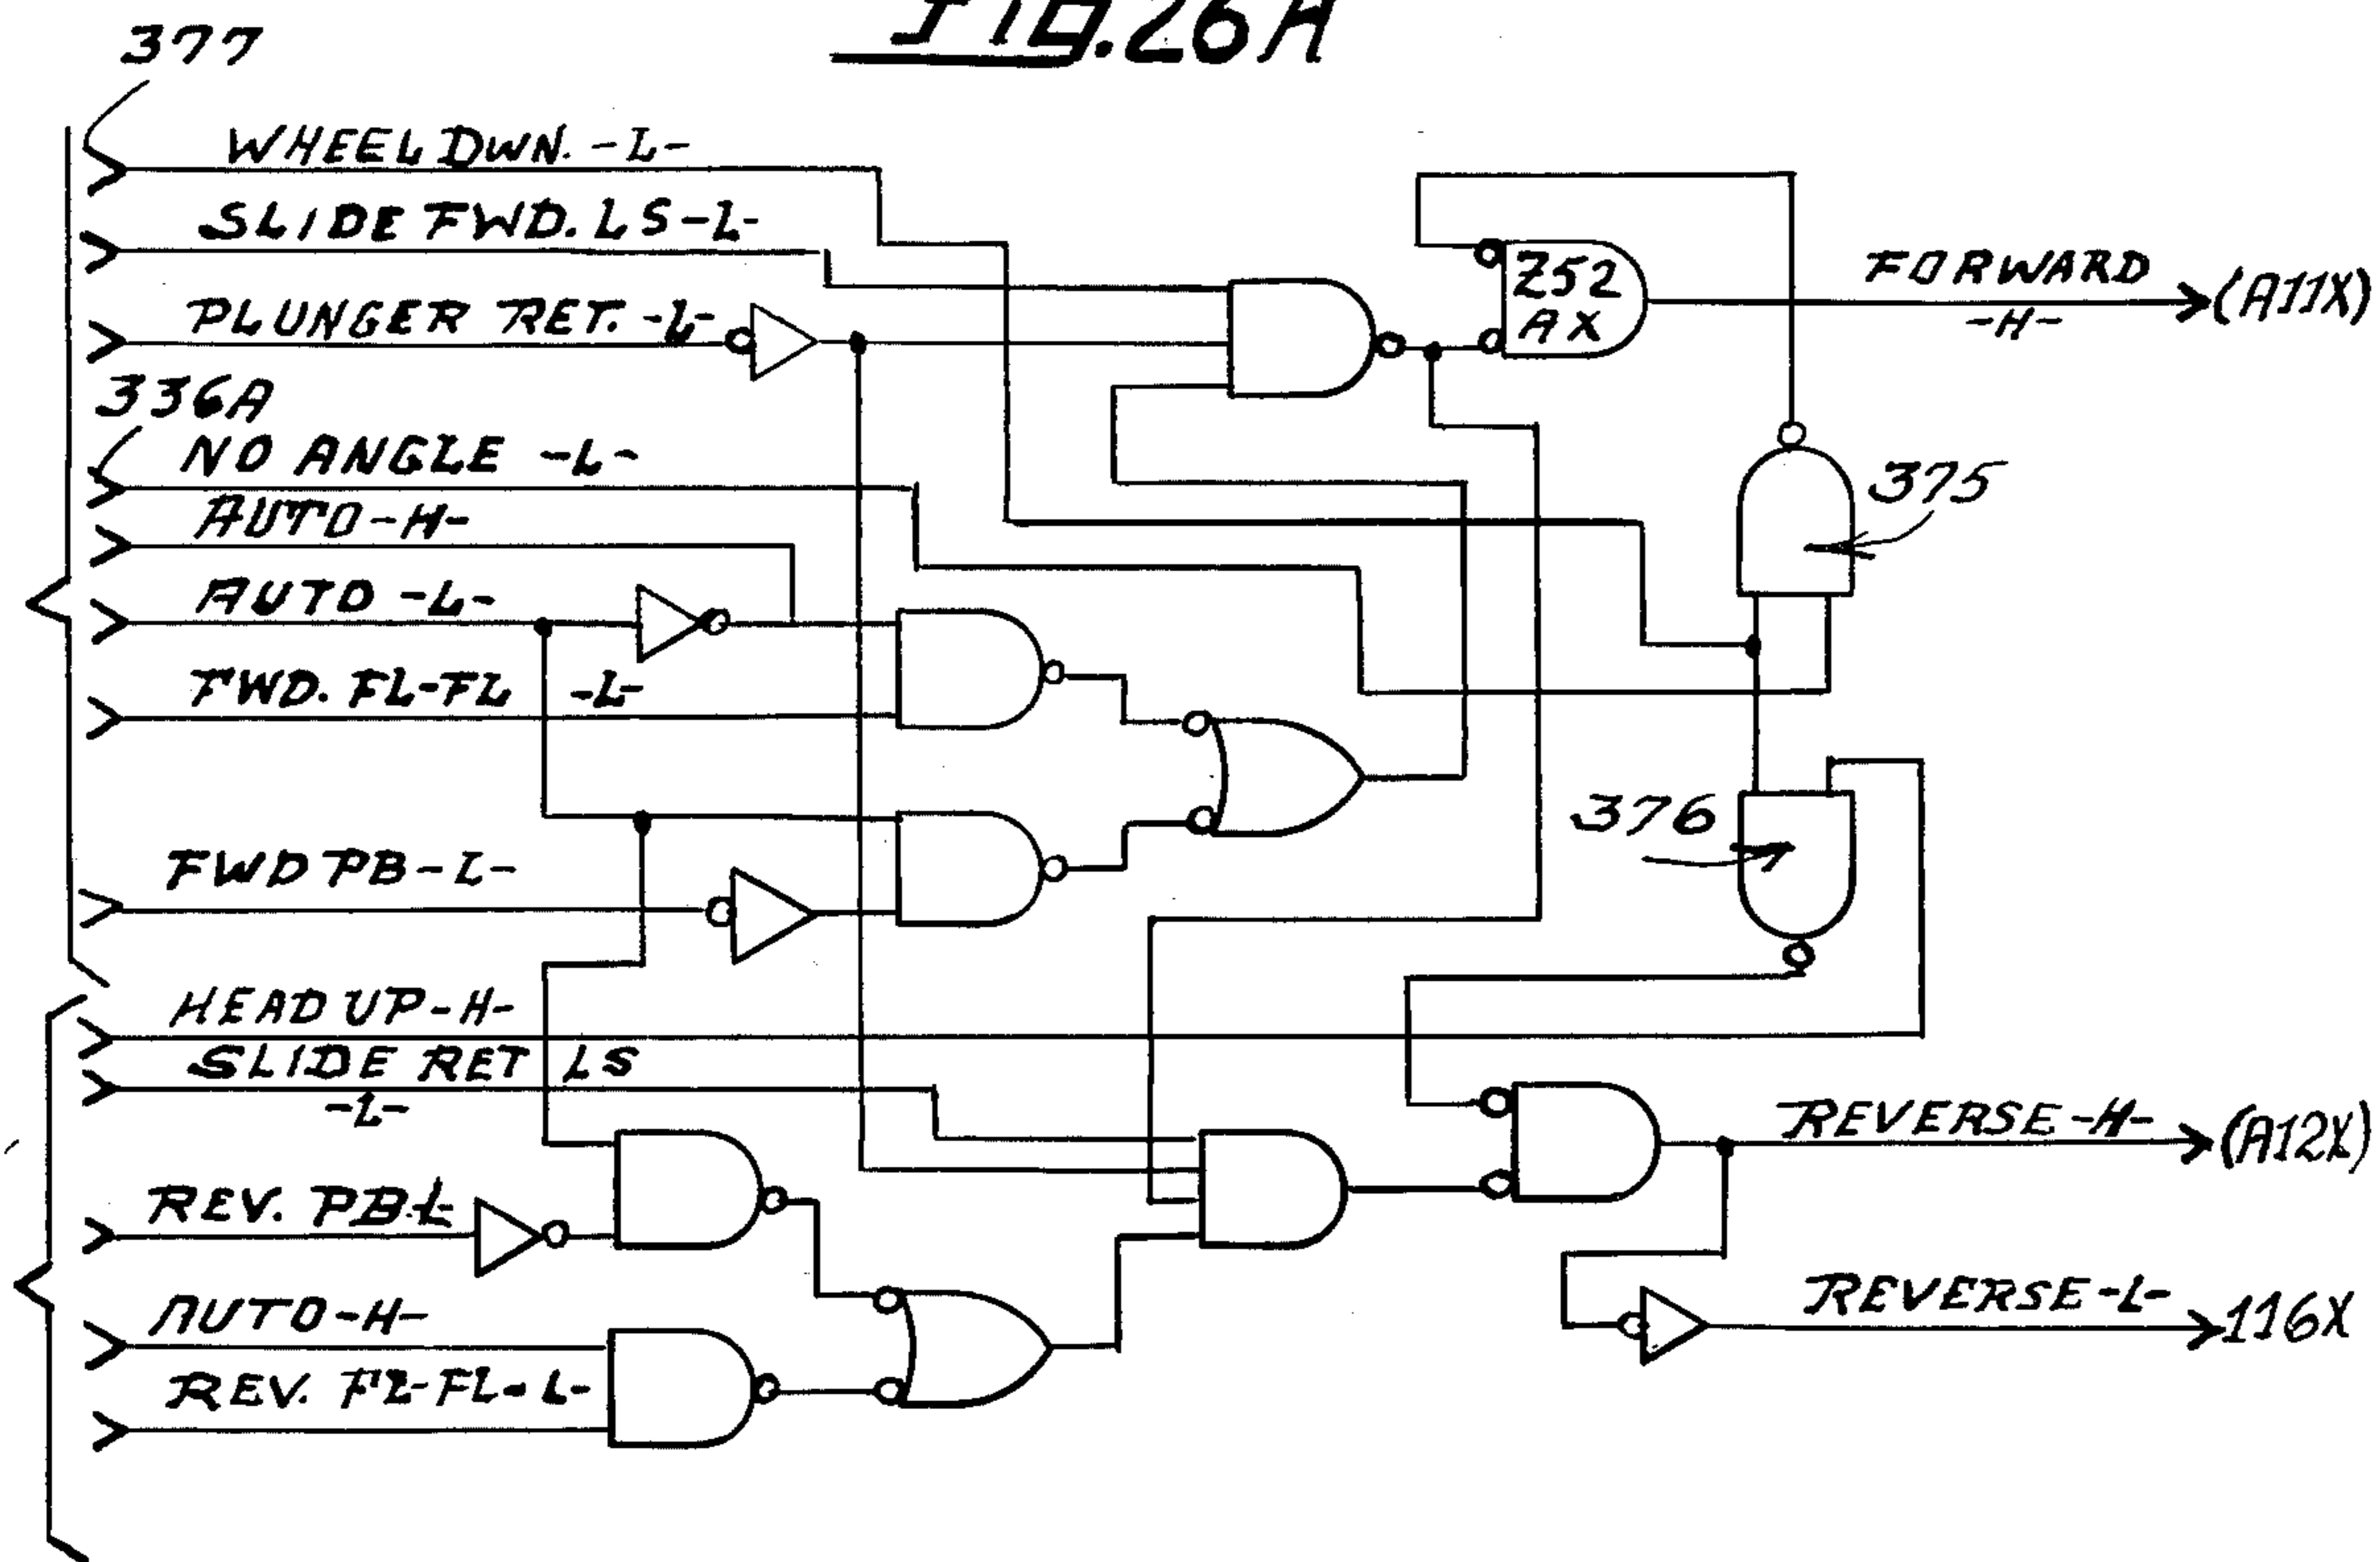 FIG. 26A
377
WHEEL DWN. -L-
SLIDE FWD. LS-L-
PLUNGER RET. -L-
336A
NO ANGLE -L-
AUTO-H-
AUTO -L-
FWD. FL-FL -L-
FWD PB-L-
HEAD UP-H-
SLIDE RET LS
-L-
REV. PB-L
AUTO-H-
REV. FL-FL-L-
Z52
AX
FORWARD
-H-
(A11X)
375
376
REVERSE-H-
(A12X)
REVERSE-L-
116X